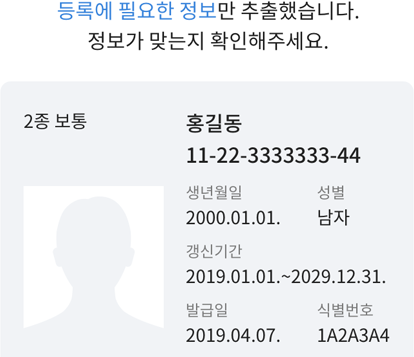 등록에 필요한 정보만 추출했습니다.
정보가 맞는지 확인해주세요.
2종 보통
홍길동
11-22-3333333-44
생년월일 성별
2000.01.01. 남자
갱신기간
2019.01.01.~2029.12.31.
발급일 식별번호
2019.04.07. 1A2A3A4